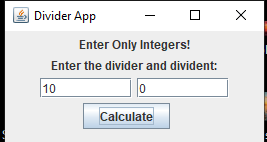 Divider App
Enter Only Integers!
Enter the divider and divident:
10 0
Calculate